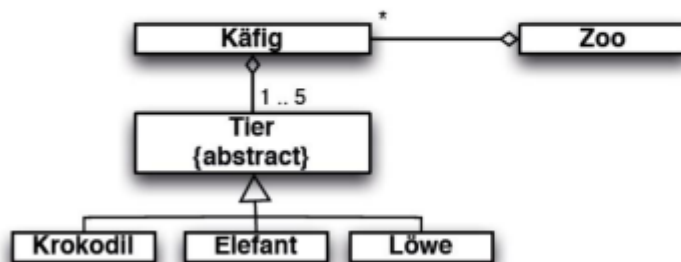 Käfig
*
Zoo
1 .. 5
Tier
{abstract}
Krokodil
Elefant
Löwe